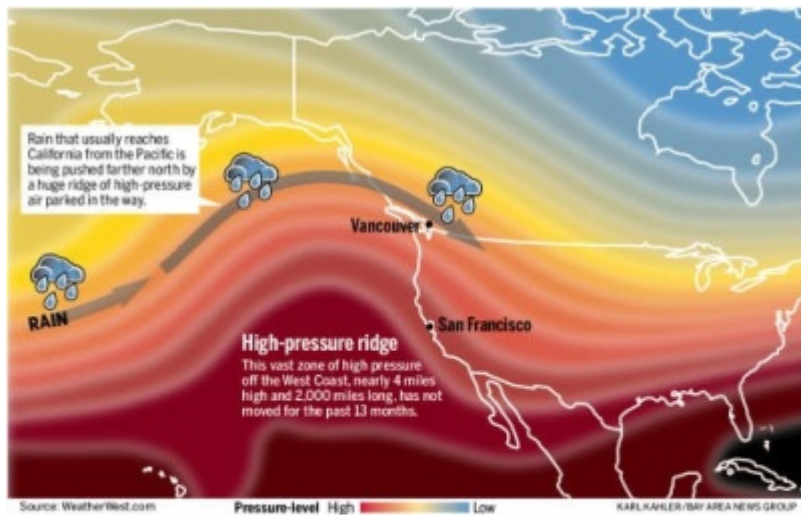 Rain that usually reaches
California from the Pacific is
being pushed farther north by
a huge ridge of high-pressure
air parked in the way.
Vancouver
RAIN
San Francisco
High-pressure ridge
This vast zone of high pressure
off the West Coast, nearly 4 miles
high and 2,000 miles long, has not
moved for the past 13 months.
Source: WeatherWest.com
Pressure-level High Low
KARL KAHLER/BAY AREA NEWS GROUP